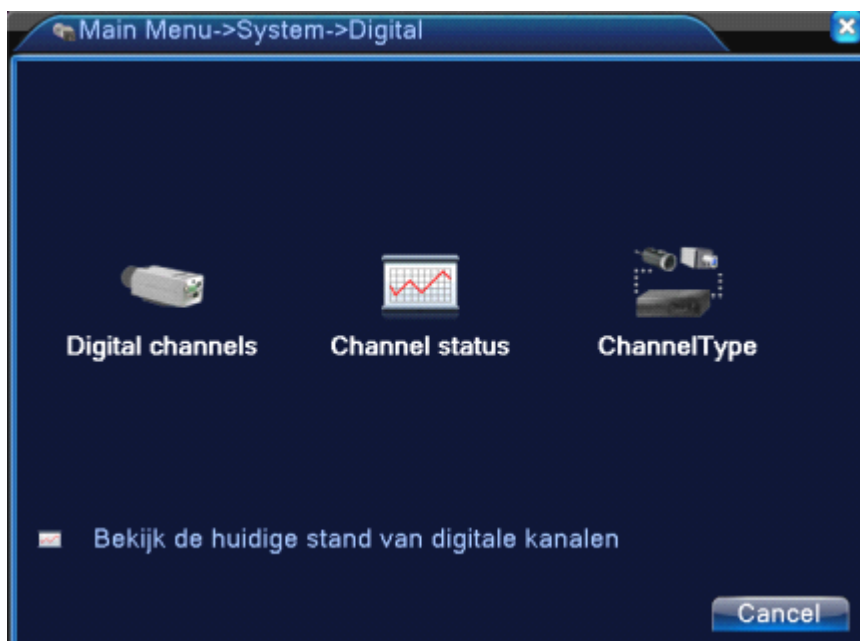 Main Menu->System->Digital
Digital channels Channel status ChannelType
Bekijk de huidige stand van digitale kanalen
Cancel